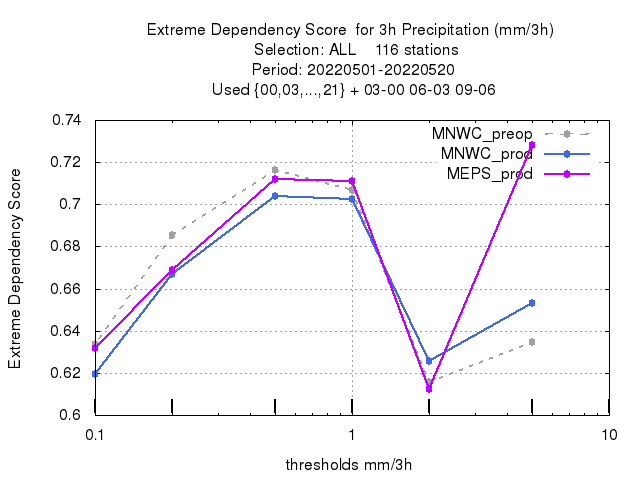 Extreme Dependency Score  for 3h Precipitation (mm/3h)
Selection: ALL    116 stations
Period: 20220501-20220520
Used {00,03,...,21} + 03-00 06-03 09-06
0.74
0.72
0.7
0.68
0.66
0.64
0.62
0.6
Extreme Dependency Score
MNWC_preop
MNWC_prod
MEPS_prod
0.1
1
10
thresholds mm/3h